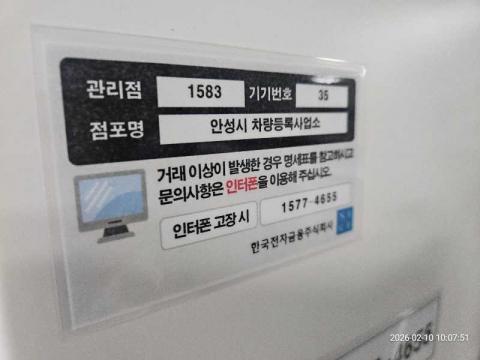 관리점 1583 기기번호 35
점포명 안성시 차량등록사업소
거래 이상이 발생한 경우 명세표를 참고하시고
문의사항은 인터폰을 이용해 주십시오.
인터폰 고장 시 1577-4655
한국전자금융주식회사
2026-02-10 10:07:51